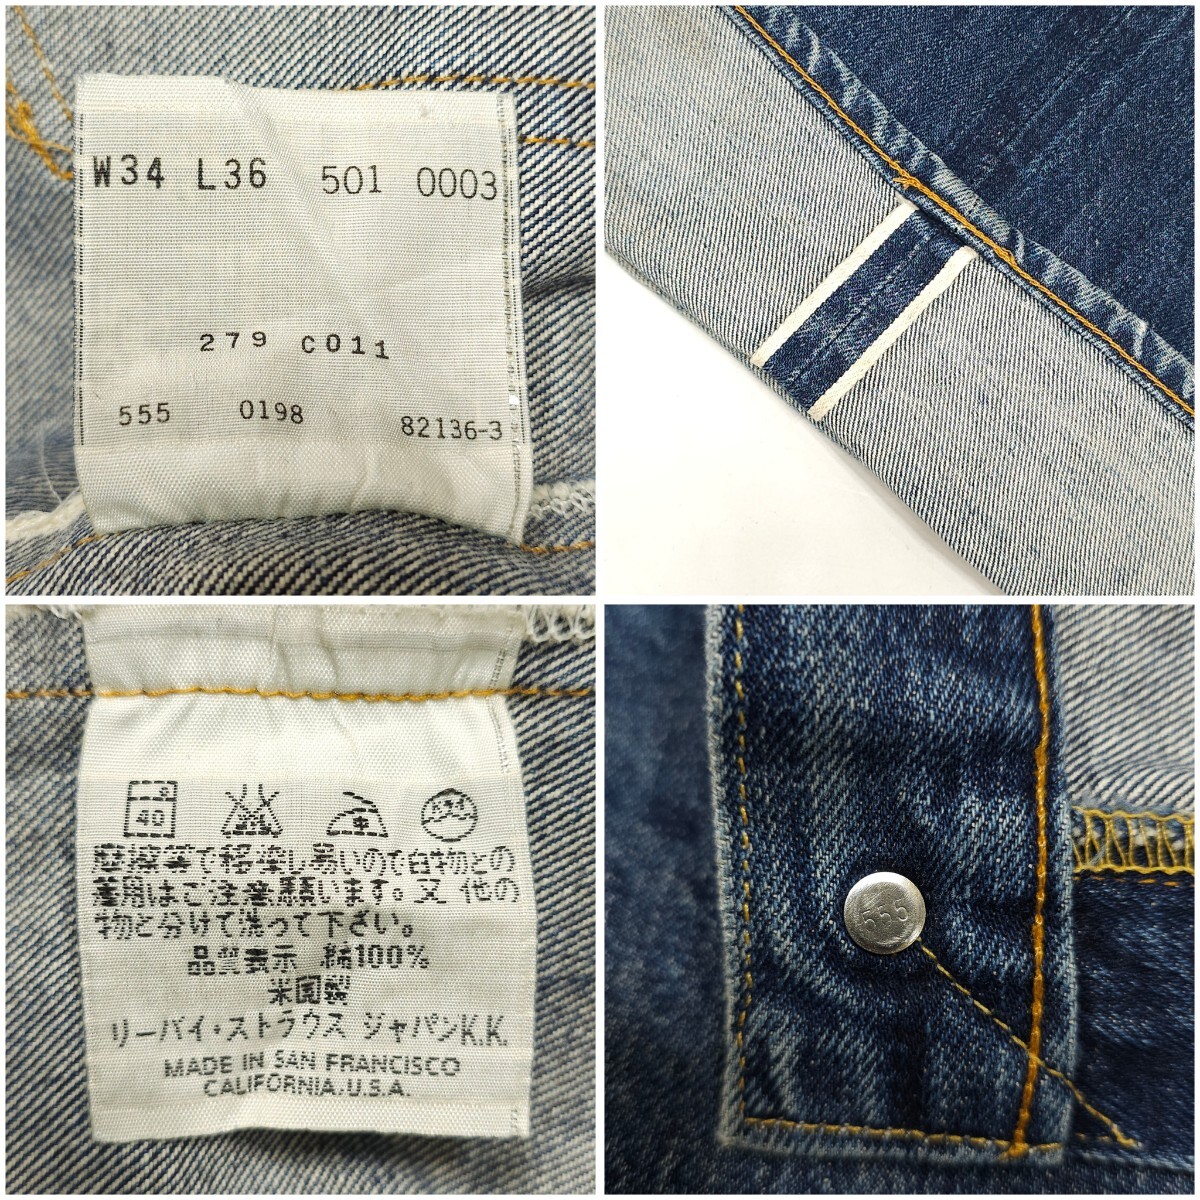 W34 L36 501 0003
279 C011
555 0198 82136-3
40
摩擦等で移染し易いので白物との
着用はご注意願います。又 他の
物と分けて洗って下さい。
品質表示 綿100%
米国製
リーバイ・ストラウス ジャパンK.K.
MADE IN SAN FRANCISCO
CALIFORNIA.U.S.A.
555